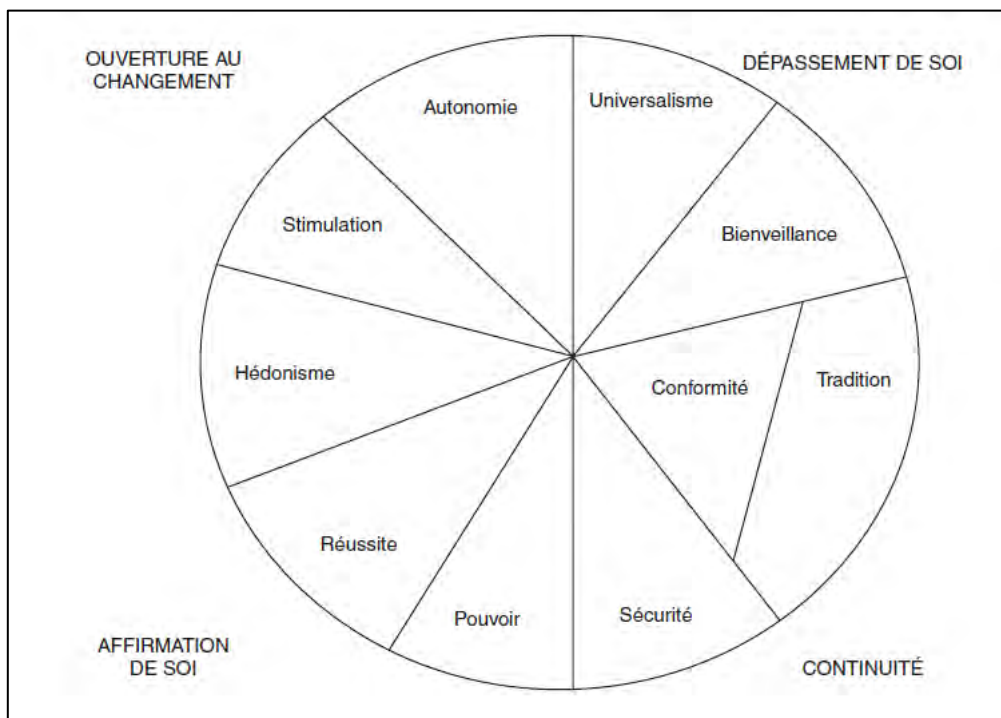 OUVERTURE AU
CHANGEMENT
DÉPASSEMENT DE SOI
Autonomie
Universalisme
Stimulation
Bienveillance
Hédonisme
Conformité
Tradition
Réussite
Pouvoir
Sécurité
AFFIRMATION
DE SOI
CONTINUITÉ